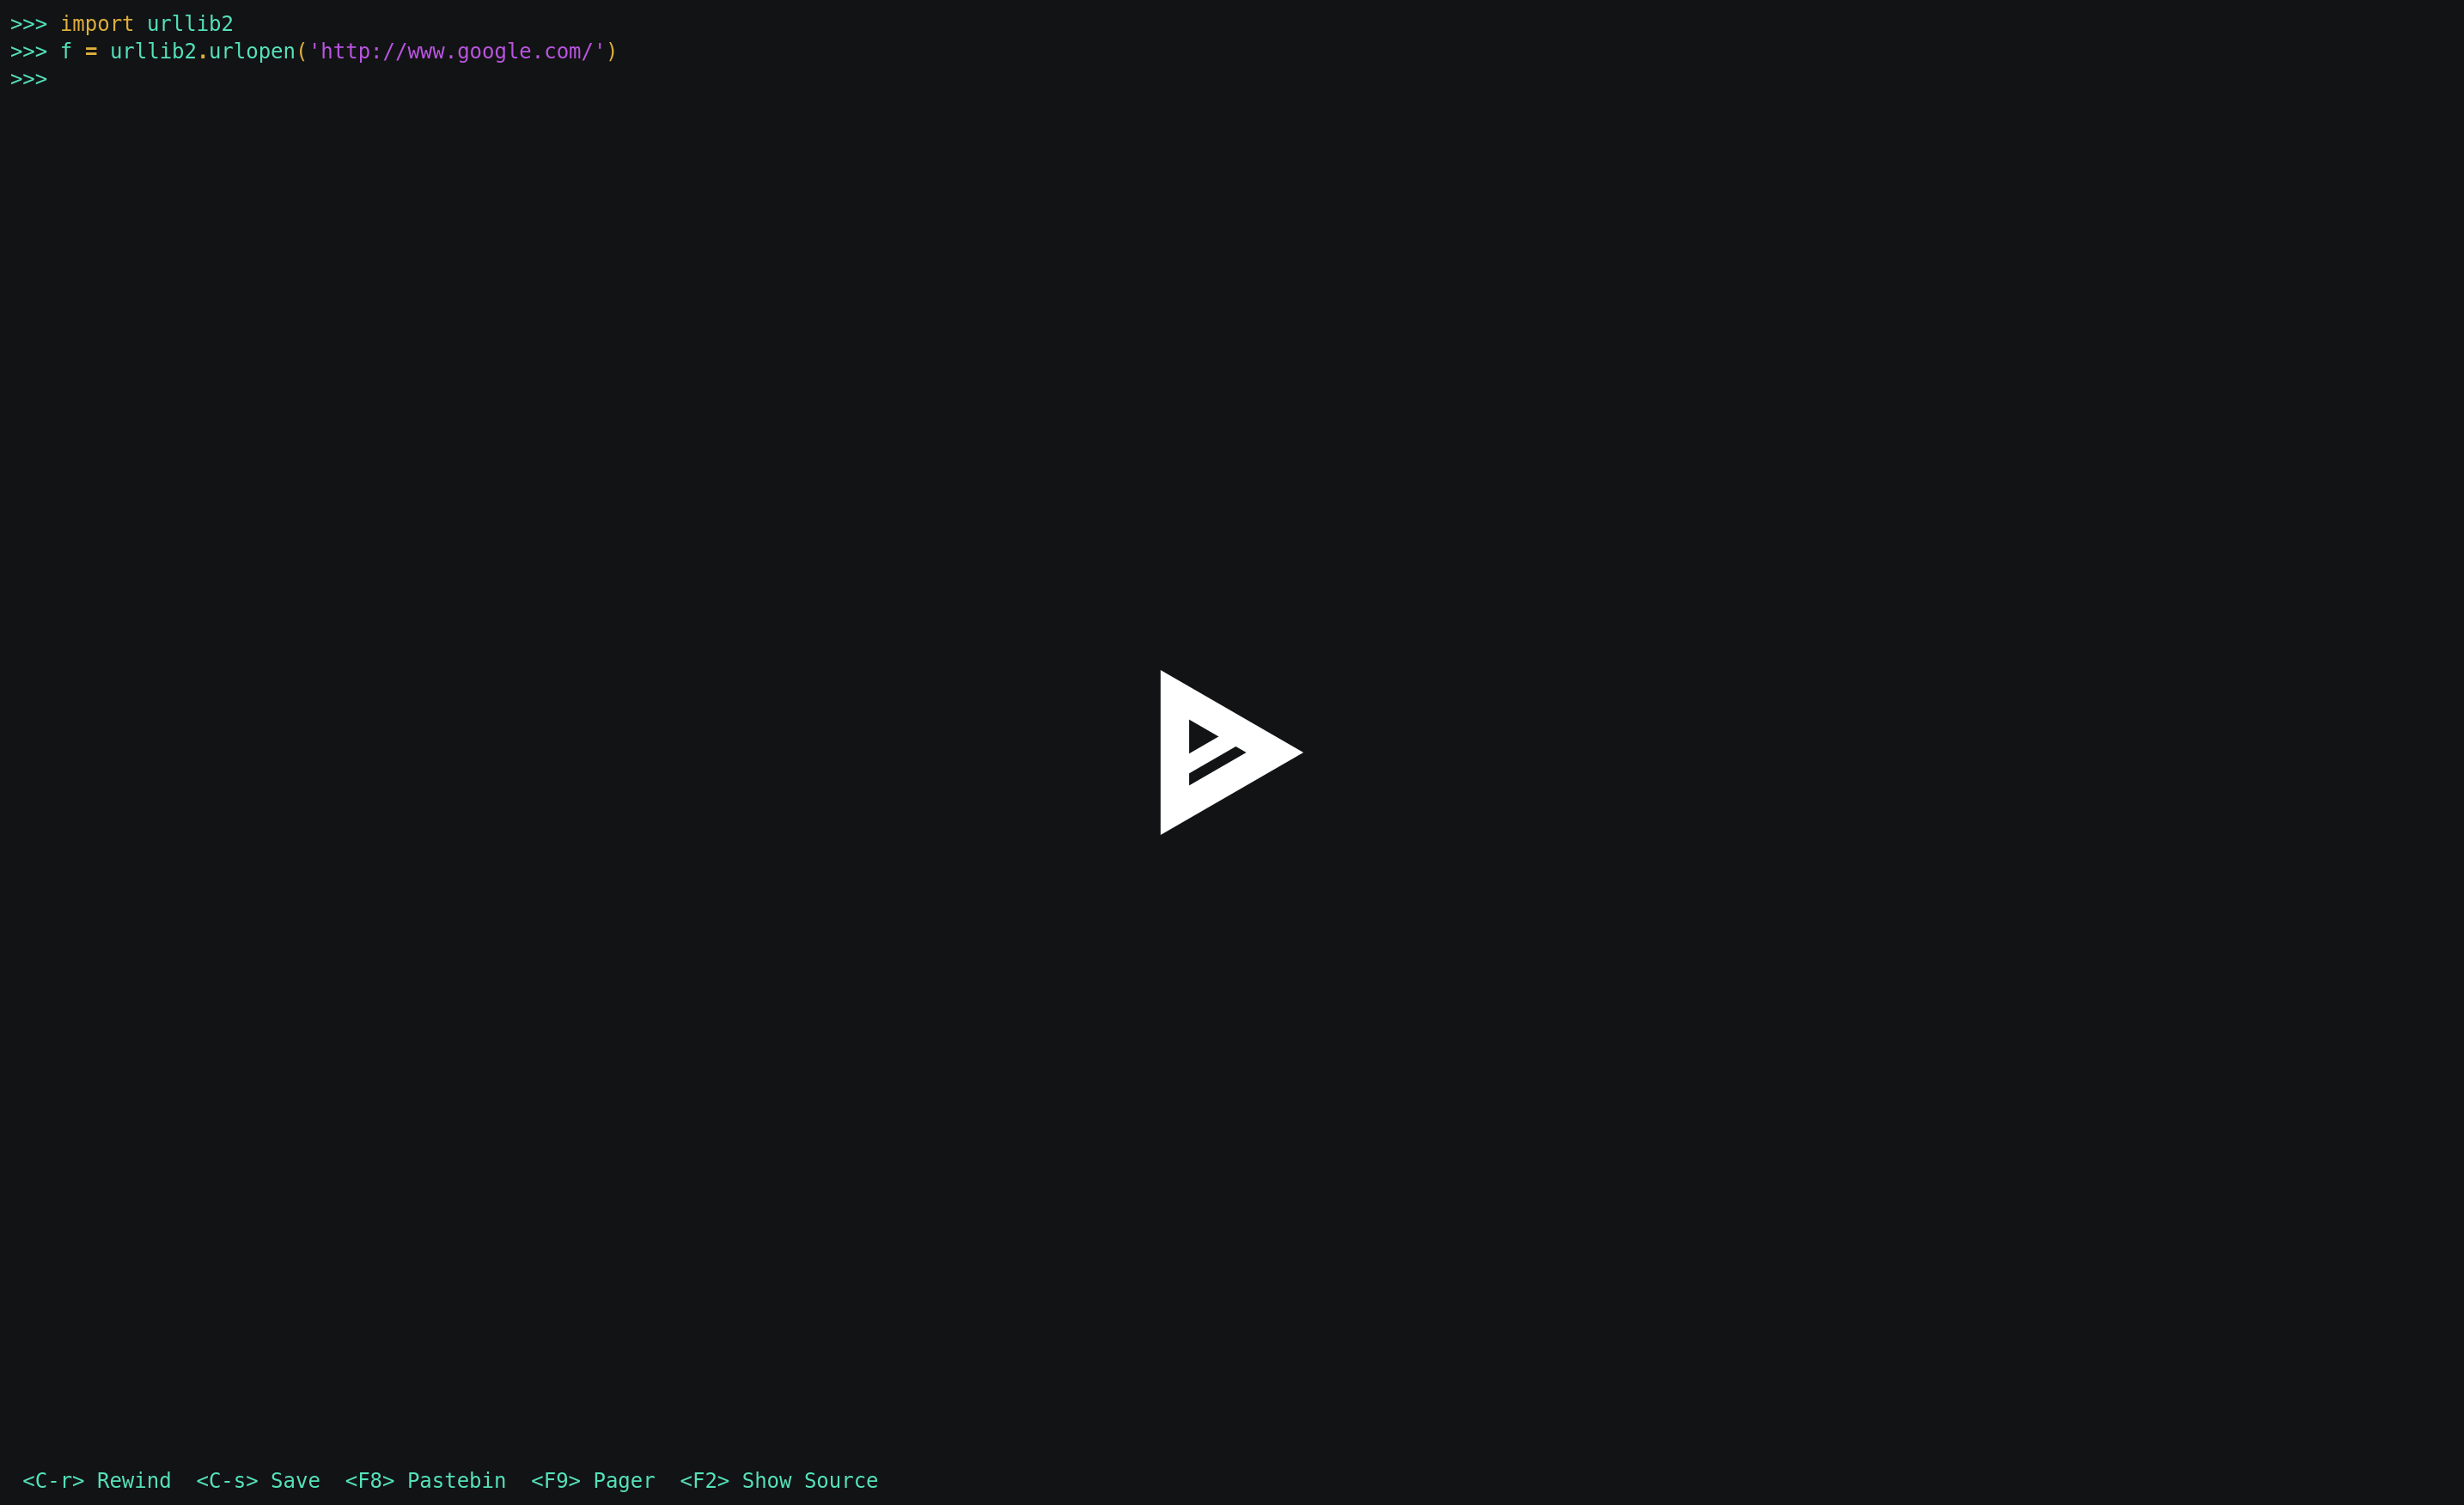 >>> import urllib2
>>> f = urllib2.urlopen('http://www.google.com/')
>>>
<C-r> Rewind  <C-s> Save  <F8> Pastebin  <F9> Pager  <F2> Show Source